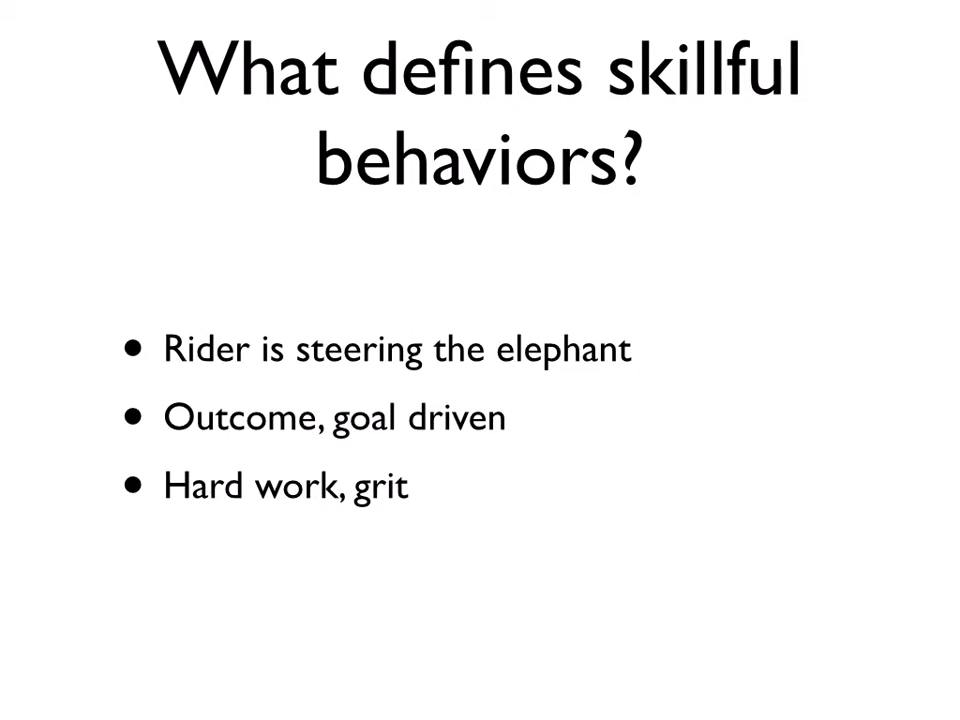 What defines skillful
behaviors?
• Rider is steering the elephant
• Outcome, goal driven
• Hard work, grit